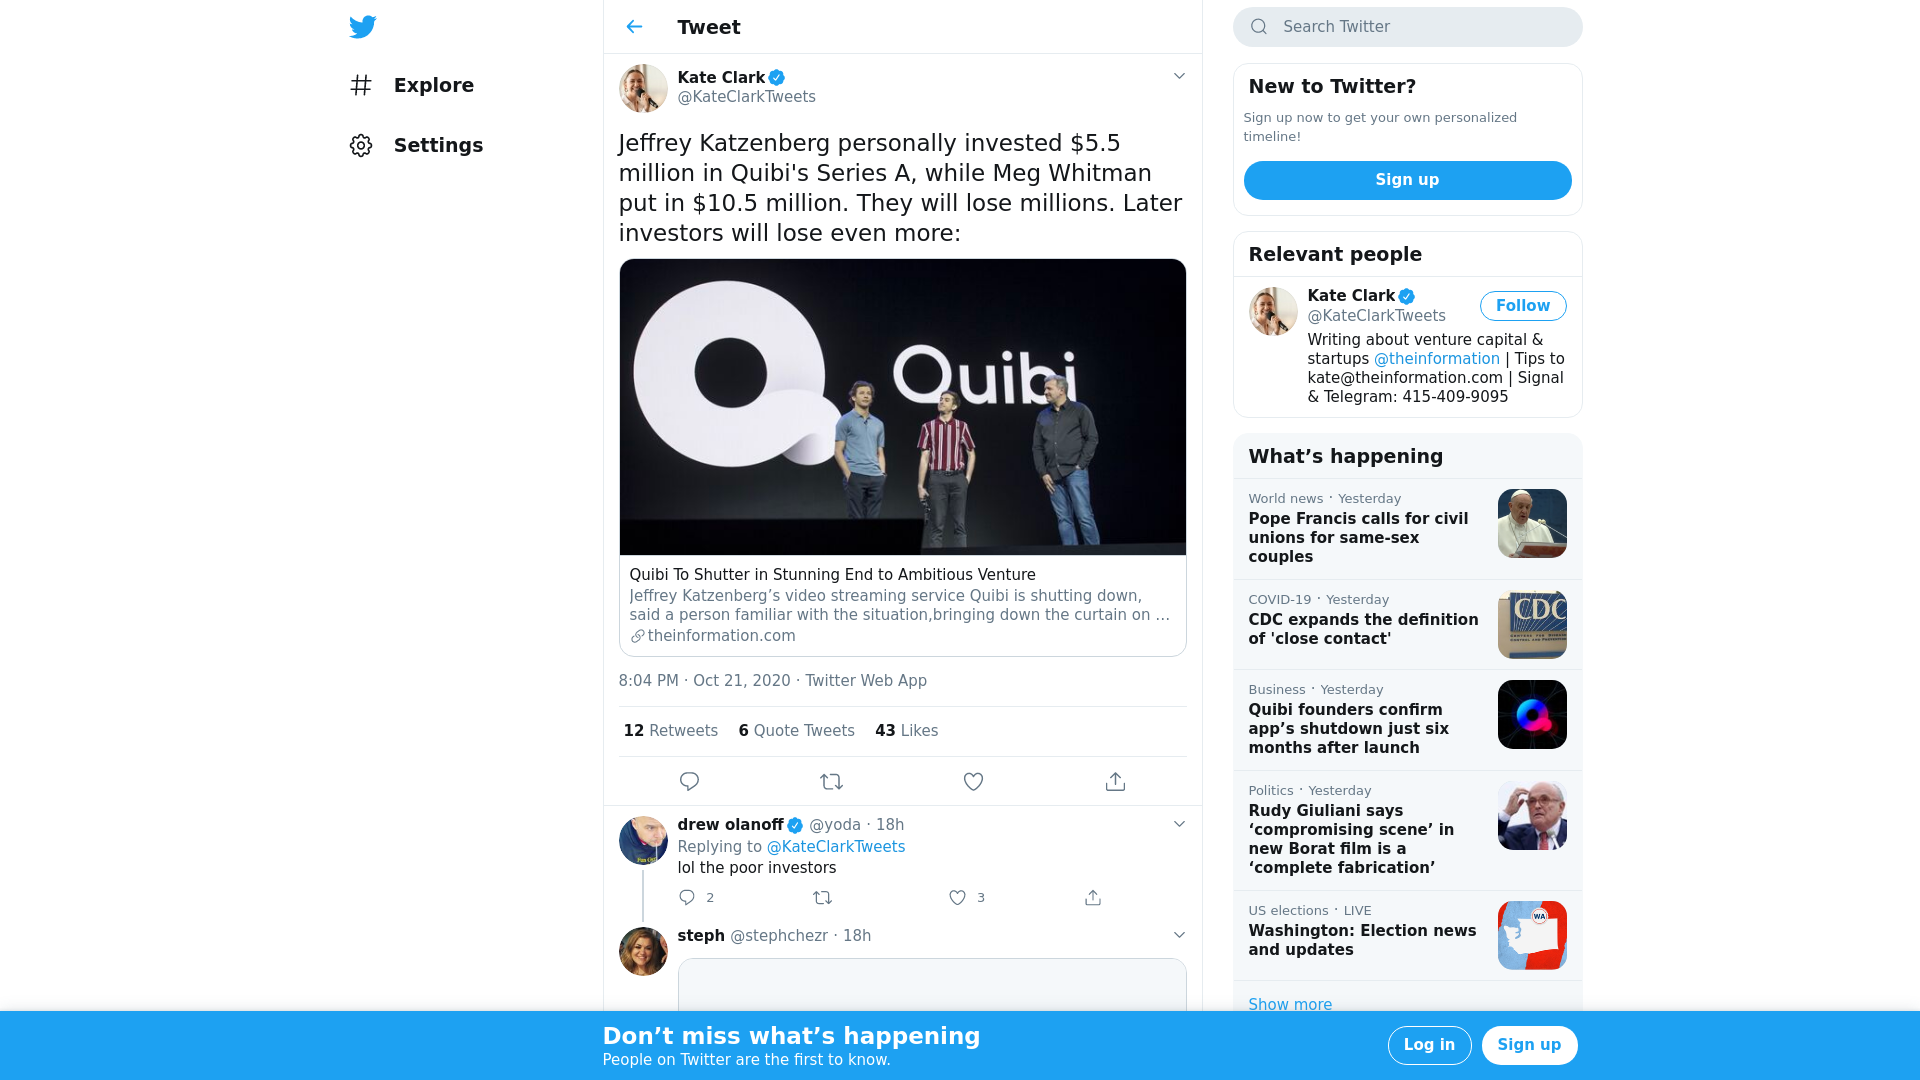 Explore
Settings
Tweet
Kate Clark
@KateClarkTweets
Jeffrey Katzenberg personally invested $5.5
million in Quibi's Series A, while Meg Whitman
put in $10.5 million. They will lose millions. Later
investors will lose even more:
Quibi
Quibi To Shutter in Stunning End to Ambitious Venture
Jeffrey Katzenberg’s video streaming service Quibi is shutting down,
said a person familiar with the situation,bringing down the curtain on …
theinformation.com
8:04 PM · Oct 21, 2020 · Twitter Web App
12 Retweets 6 Quote Tweets 43 Likes
drew olanoff @yoda · 18h
Replying to @KateClarkTweets
lol the poor investors
2 3
steph @stephchezr · 18h
Search Twitter
New to Twitter?
Sign up now to get your own personalized
timeline!
Sign up
Relevant people
Kate Clark
@KateClarkTweets
Follow
Writing about venture capital &
startups @theinformation | Tips to
kate@theinformation.com | Signal
& Telegram: 415-409-9095
What’s happening
World news · Yesterday
Pope Francis calls for civil
unions for same-sex
couples
COVID-19 · Yesterday
CDC expands the definition
of 'close contact'
CDC
Business · Yesterday
Quibi founders confirm
app’s shutdown just six
months after launch
Politics · Yesterday
Rudy Giuliani says
‘compromising scene’ in
new Borat film is a
‘complete fabrication’
US elections · LIVE
Washington: Election news
and updates
WA
Show more
Don’t miss what’s happening
People on Twitter are the first to know.
Log in
Sign up